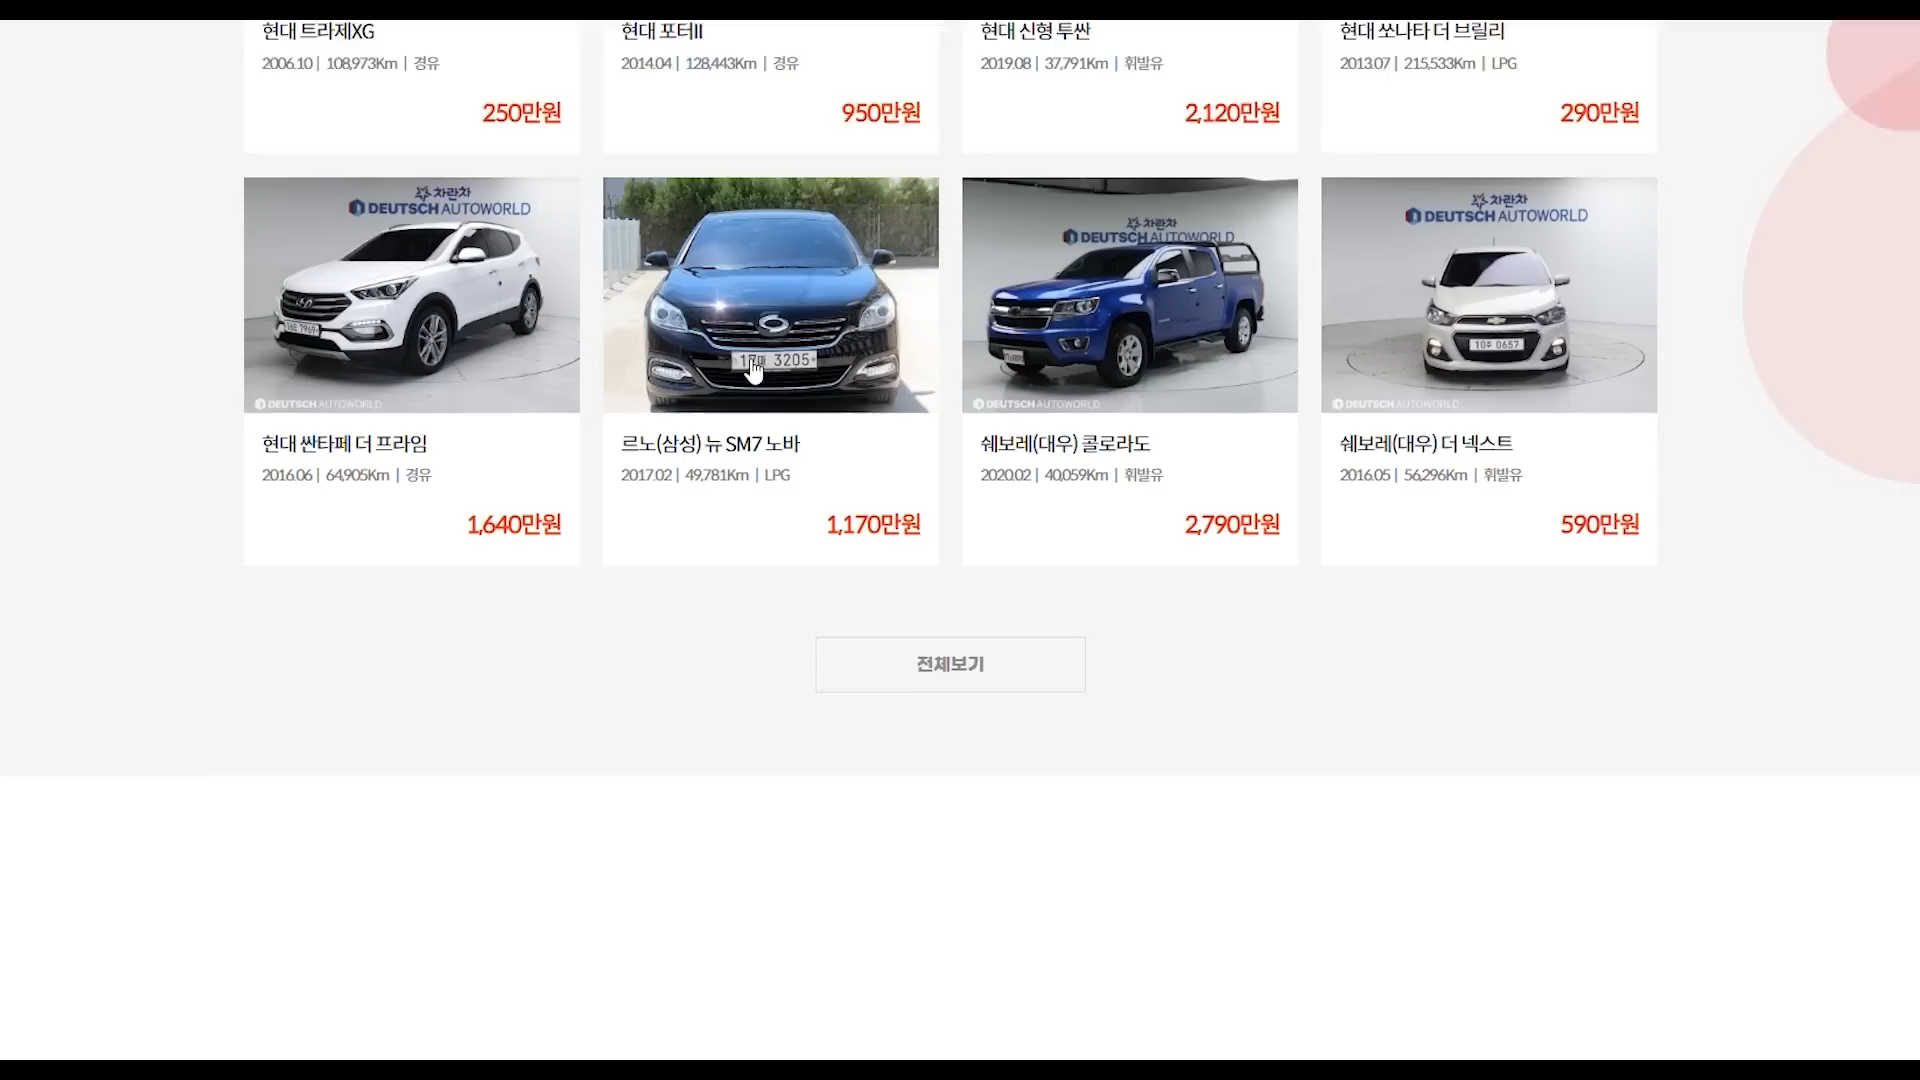 현대 트라제XG
2006.10 | 108,973Km | 경유
250만원
현대 포터II
2014.04 | 128,443Km | 경유
950만원
현대 신형 투싼
2019.08 | 37,791Km | 휘발유
2,120만원
현대 쏘나타 더 브릴리
2013.07 | 215,533Km | LPG
290만원
차란차
DEUTSCH AUTOWORLD
DEUTSCH AUTOWORLD
현대 싼타페 더 프라임
2016.06 | 64,905Km | 경유
1,640만원
3205
르노(삼성) 뉴 SM7 노바
2017.02 | 49,781Km | LPG
1,170만원
차란차
DEUTSCH AUTOWORLD
DEUTSCH AUTOWORLD
쉐보레(대우) 콜로라도
2020.02 | 40,059Km | 휘발유
2,790만원
차란차
DEUTSCH AUTOWORLD
10주 0657
DEUTSCH AUTOWORLD
쉐보레(대우) 더 넥스트
2016.05 | 56,296Km | 휘발유
590만원
전체보기